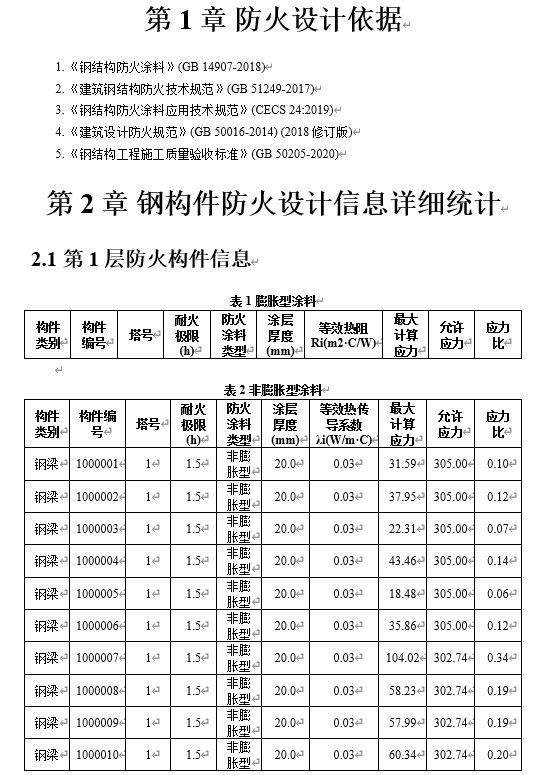 第 1 章 防火设计依据
1. 《钢结构防火涂料》(GB 14907-2018)
2. 《建筑钢结构防火技术规范》(GB 51249-2017)
3. 《钢结构防火涂料应用技术规范》(CECS 24:2019)
4. 《建筑设计防火规范》(GB 50016-2014) (2018 修订版)
5. 《钢结构工程施工质量验收标准》(GB 50205-2020)
第 2 章 钢构件防火设计信息详细统计
2.1 第 1 层防火构件信息
表 1 膨胀型涂料
构件类别 构件编号 塔号 耐火极限(h) 防火涂料类型 涂层厚度(mm) 等效热阻Ri(m2·C/W) 最大计算应力 允许应力 应力比
表 2 非膨胀型涂料
构件类别 构件编号 塔号 耐火极限(h) 防火涂料类型 涂层厚度(mm) 等效热传导系数λi(W/m·C) 最大计算应力 允许应力 应力比
钢梁 1000001 1 1.5 非膨胀型 20.0 0.03 31.59 305.00 0.10
钢梁 1000002 1 1.5 非膨胀型 20.0 0.03 37.95 305.00 0.12
钢梁 1000003 1 1.5 非膨胀型 20.0 0.03 22.31 305.00 0.07
钢梁 1000004 1 1.5 非膨胀型 20.0 0.03 43.46 305.00 0.14
钢梁 1000005 1 1.5 非膨胀型 20.0 0.03 18.48 305.00 0.06
钢梁 1000006 1 1.5 非膨胀型 20.0 0.03 35.86 305.00 0.12
钢梁 1000007 1 1.5 非膨胀型 20.0 0.03 104.02 302.74 0.34
钢梁 1000008 1 1.5 非膨胀型 20.0 0.03 58.23 302.74 0.19
钢梁 1000009 1 1.5 非膨胀型 20.0 0.03 57.99 302.74 0.19
钢梁 1000010 1 1.5 非膨胀型 20.0 0.03 60.34 302.74 0.20